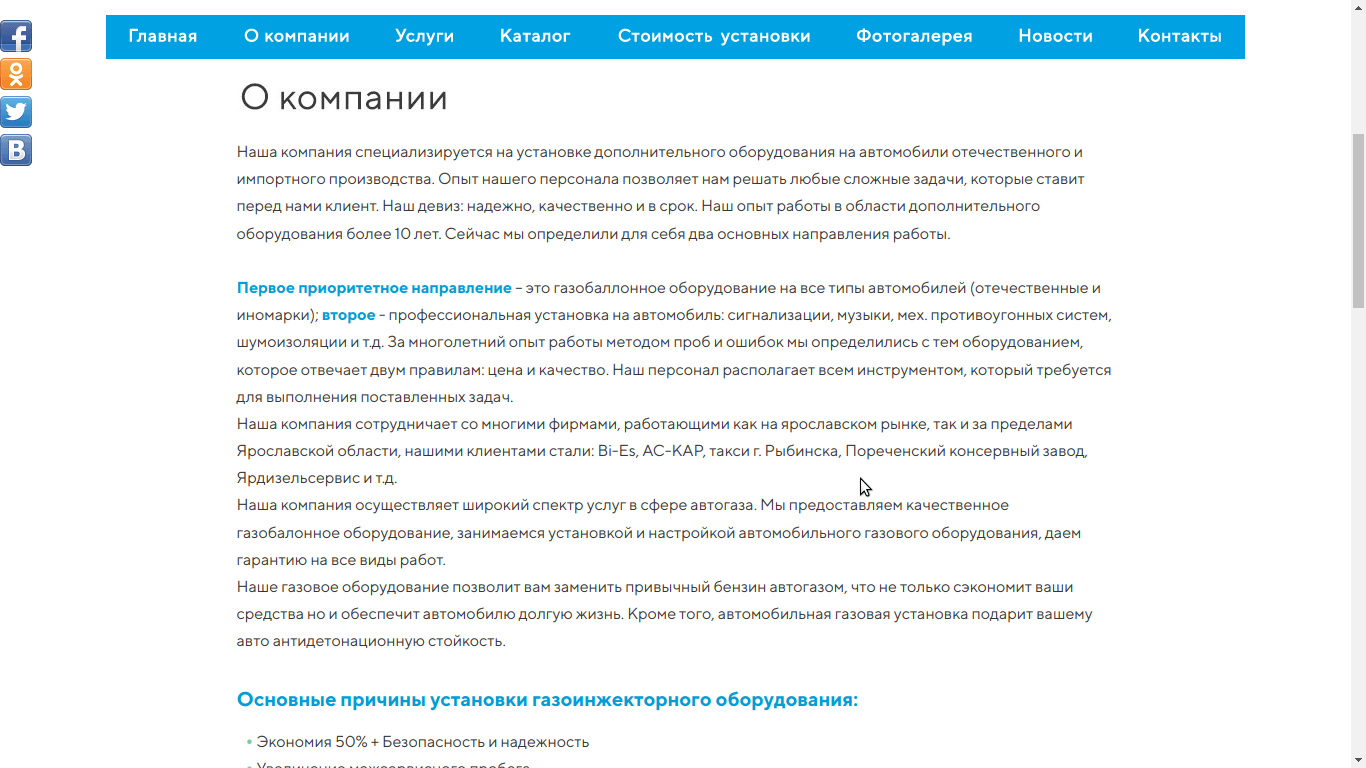 Главная О компании Услуги Каталог Стоимость установки Фотогалерея Новости Контакты
О компании
Наша компания специализируется на установке дополнительного оборудования на автомобили отечественного и
импортного производства. Опыт нашего персонала позволяет нам решать любые сложные задачи, которые ставит
перед нами клиент. Наш девиз: надежно, качественно и в срок. Наш опыт работы в области дополнительного
оборудования более 10 лет. Сейчас мы определили для себя два основных направления работы.
Первое приоритетное направление – это газобаллонное оборудование на все типы автомобилей (отечественные и
иномарки); второе - профессиональная установка на автомобиль: сигнализации, музыки, мех. противоугонных систем,
шумоизоляции и т.д. За многолетний опыт работы методом проб и ошибок мы определились с тем оборудованием,
которое отвечает двум правилам: цена и качество. Наш персонал располагает всем инструментом, который требуется
для выполнения поставленных задач.
Наша компания сотрудничает со многими фирмами, работающими как на ярославском рынке, так и за пределами
Ярославской области, нашими клиентами стали: Bi-Es, АС-КАР, такси г. Рыбинска, Пореченский консервный завод,
Ярдизельсервис и т.д.
Наша компания осуществляет широкий спектр услуг в сфере автогаза. Мы предоставляем качественное
газобалонное оборудование, занимаемся установкой и настройкой автомобильного газового оборудования, даем
гарантию на все виды работ.
Наше газовое оборудование позволит вам заменить привычный бензин автогазом, что не только сэкономит ваши
средства но и обеспечит автомобилю долгую жизнь. Кроме того, автомобильная газовая установка подарит вашему
авто антидетонационную стойкость.
Основные причины установки газоинжекторного оборудования:
• Экономия 50% + Безопасность и надежность
• Увеличение межсервисного пробега